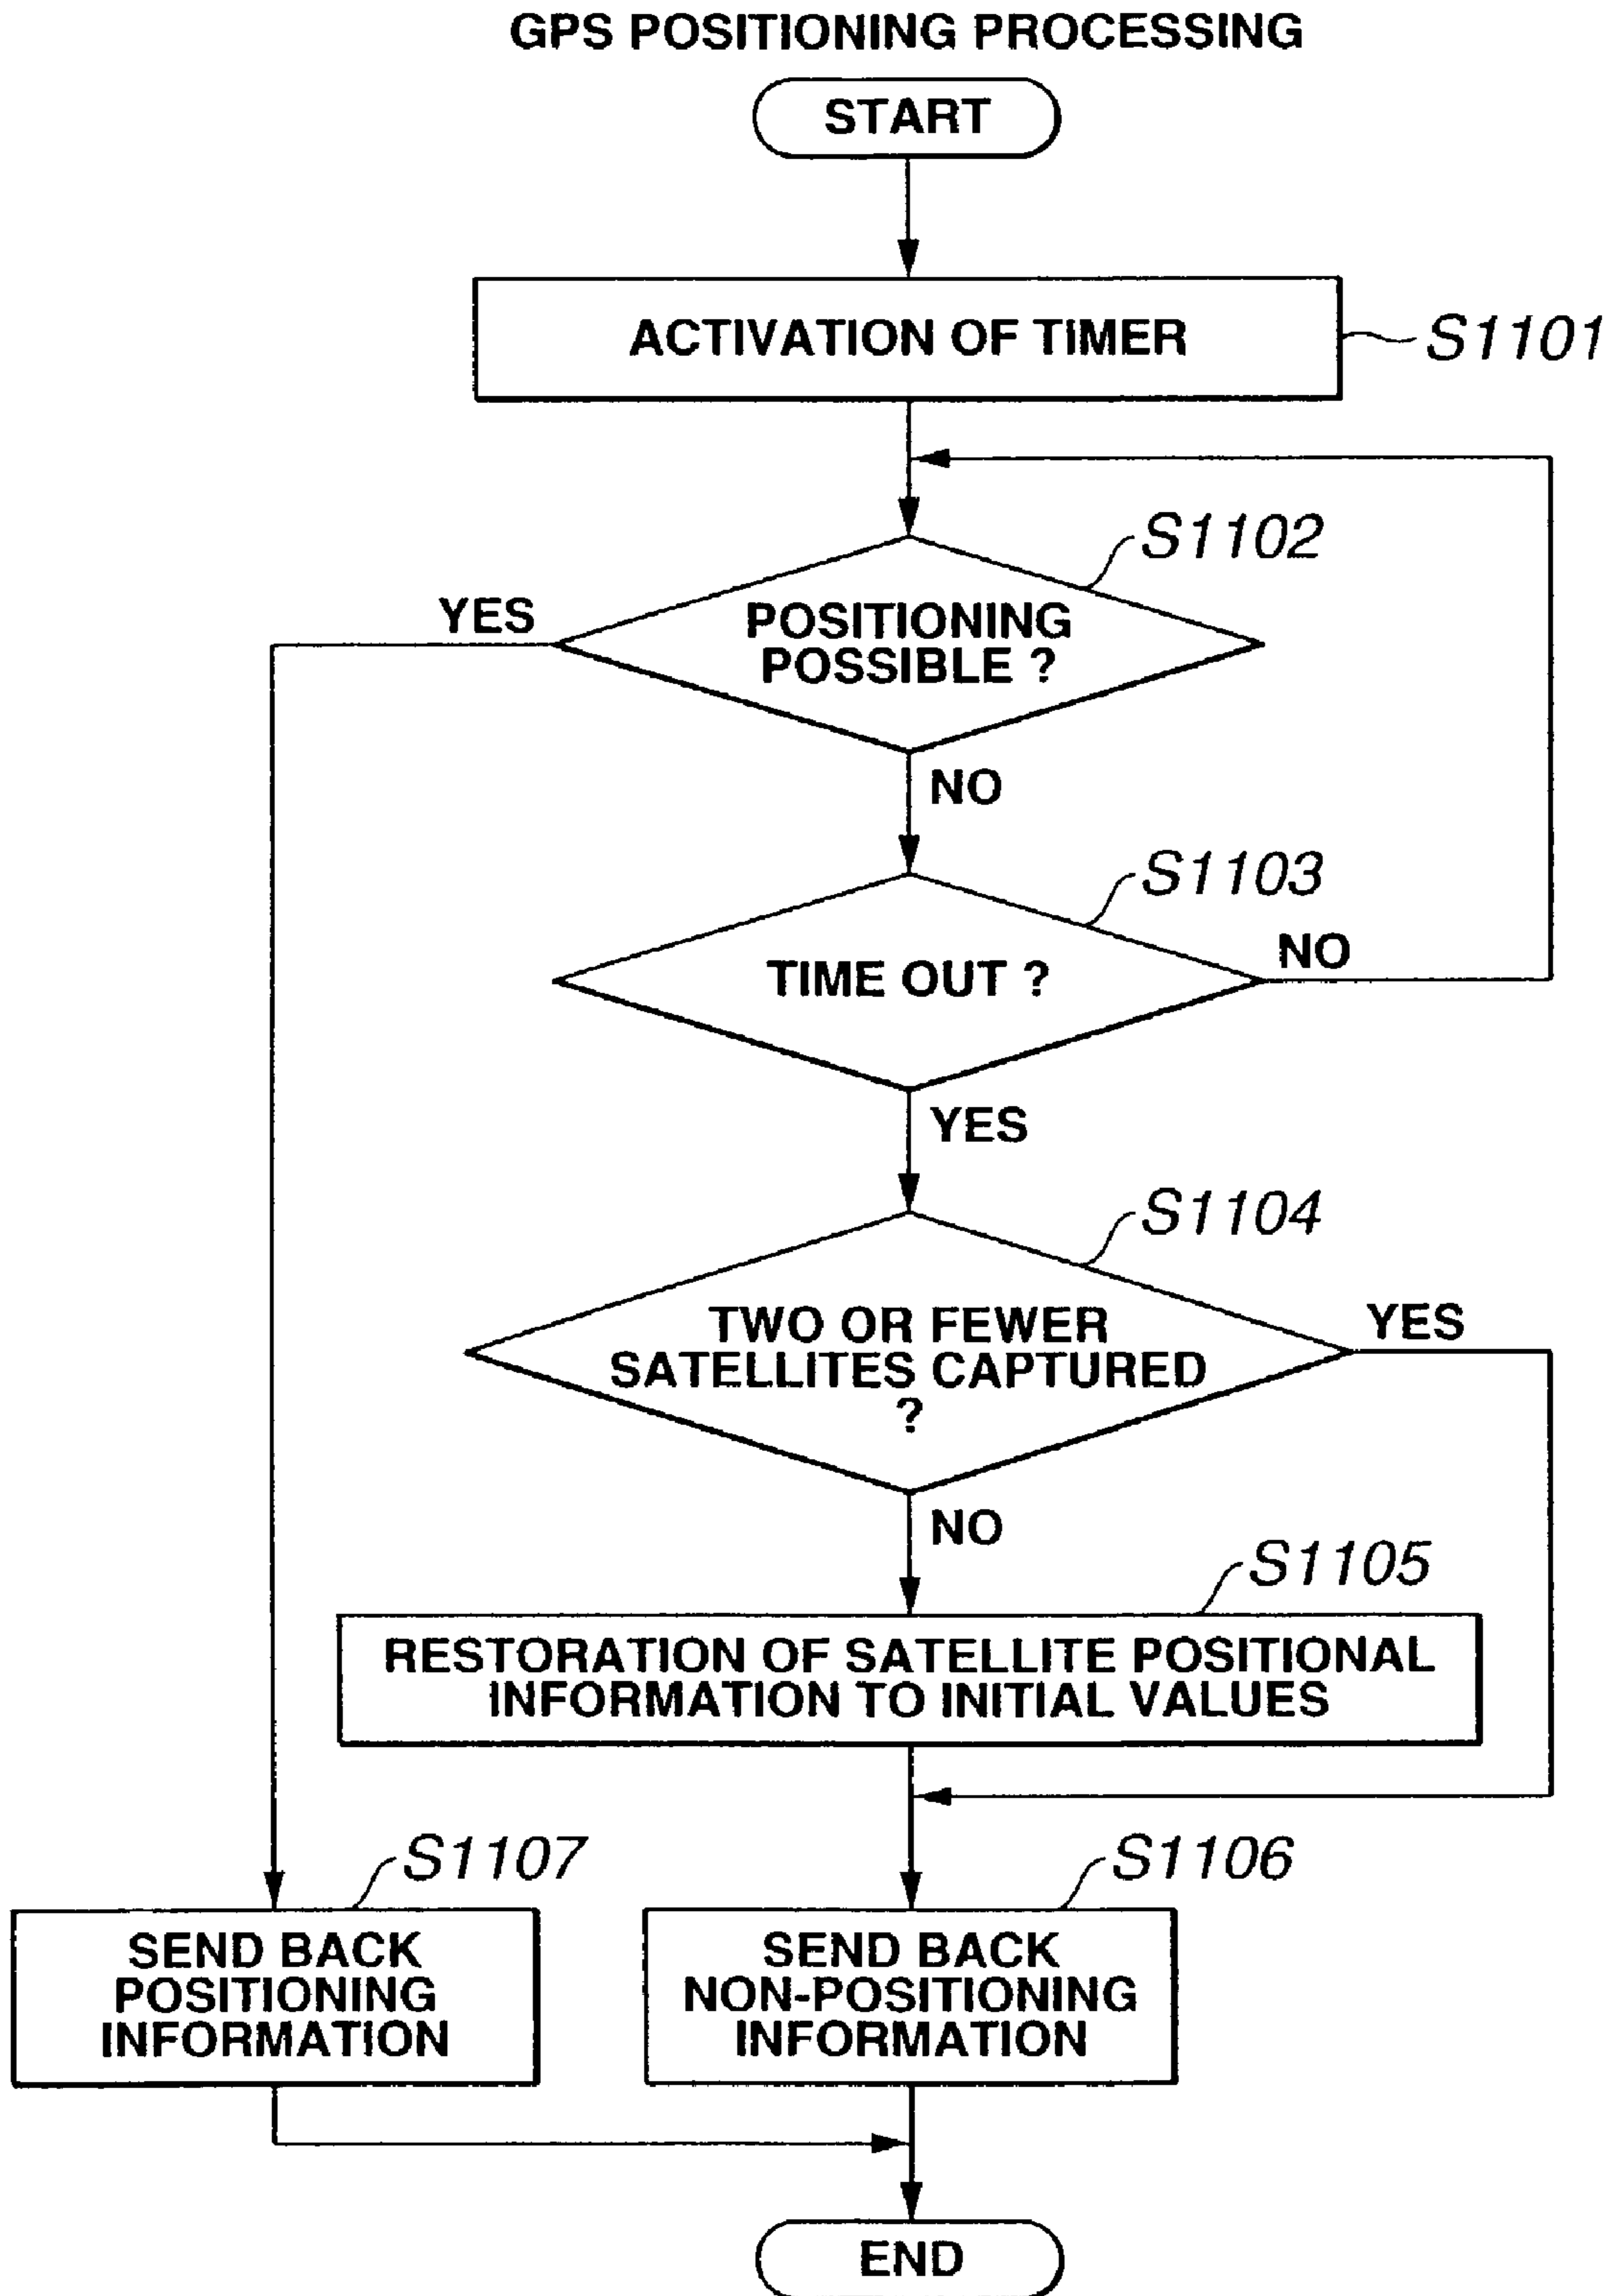 GPS POSITIONING PROCESSING
START
ACTIVATION OF TIMER
S1101
S1102
YES
POSITIONING
POSSIBLE ?
NO
S1103
TIME OUT ?
NO
YES
S1104
TWO OR FEWER
SATELLITES CAPTURED
?
YES
NO
S1105
RESTORATION OF SATELLITE POSITIONAL
INFORMATION TO INITIAL VALUES
S1107
SEND BACK
POSITIONING
INFORMATION
S1106
SEND BACK
NON-POSITIONING
INFORMATION
END